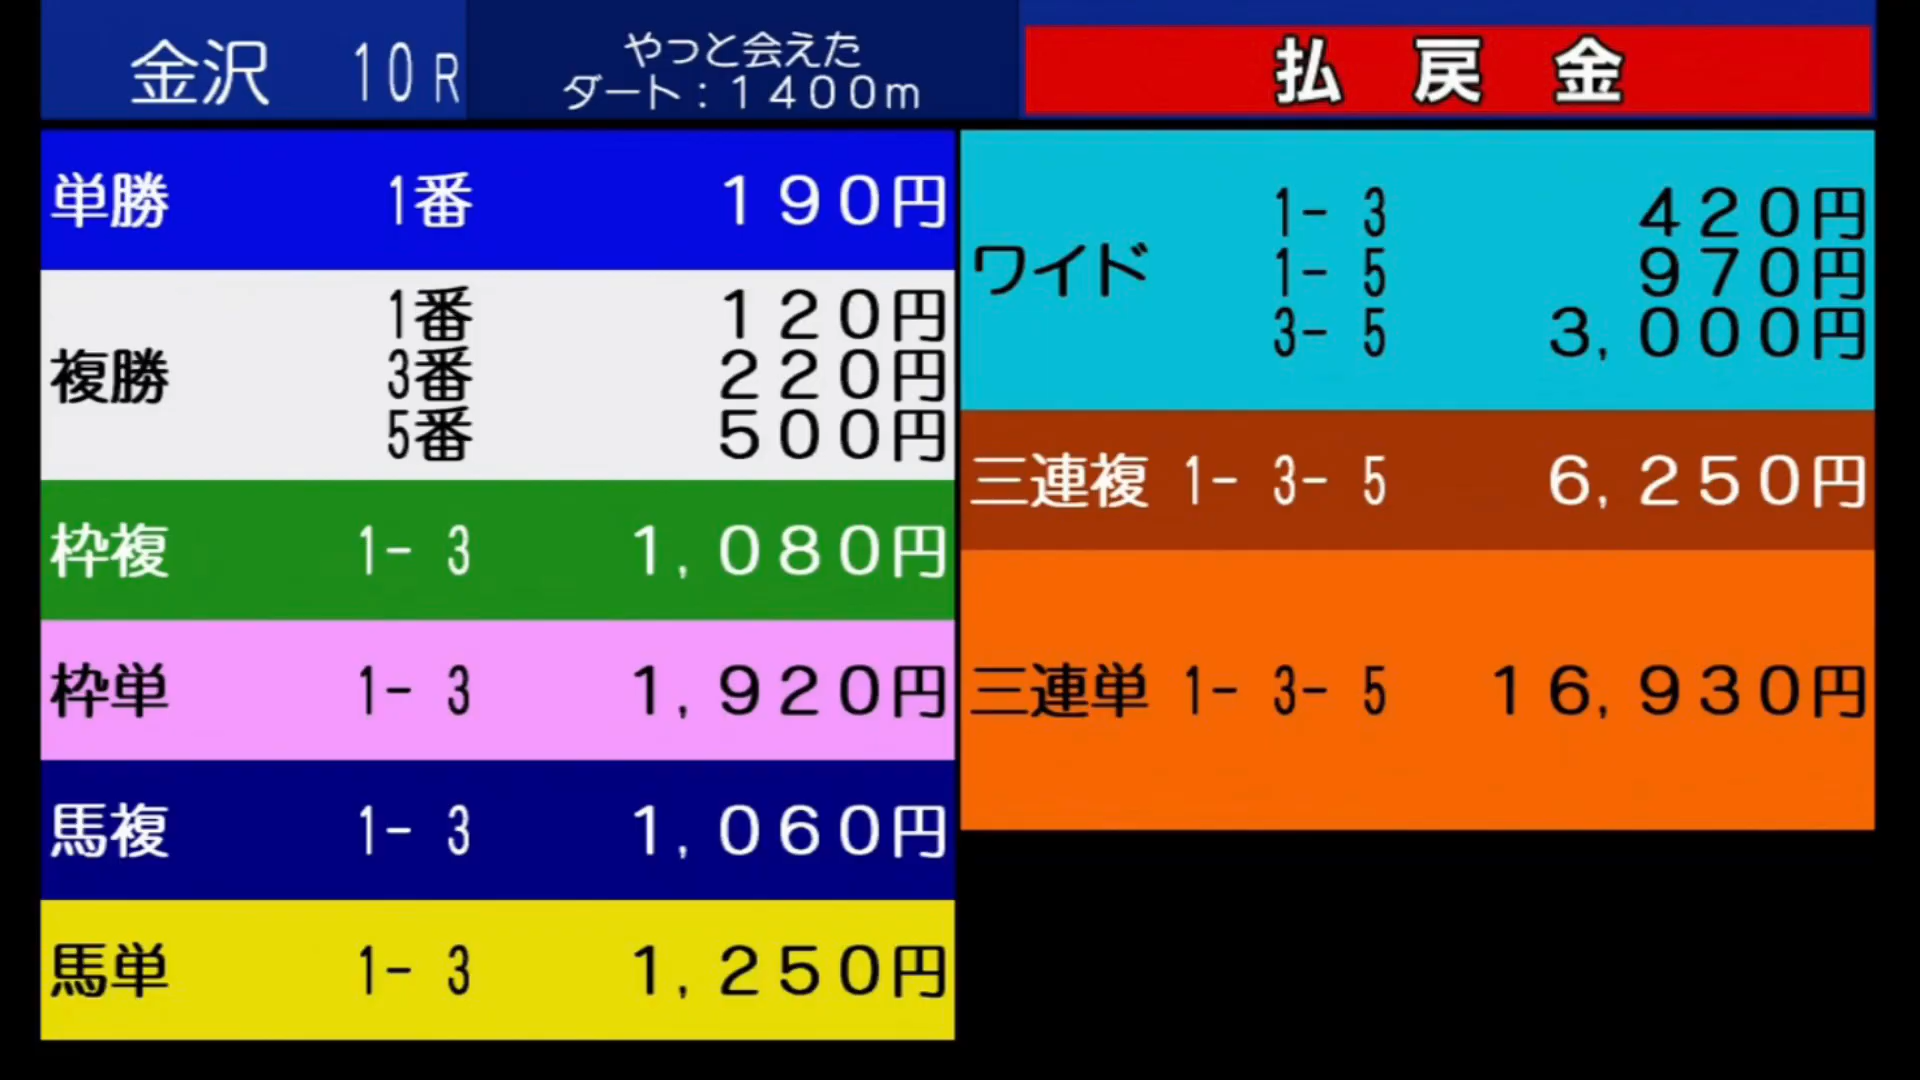 金沢 10R
やっと会えた
ダート：1400m
払戻金
単勝 1番 190円
複勝
1番 120円
3番 220円
5番 500円
枠複 1- 3 1,080円
枠単 1- 3 1,920円
馬複 1- 3 1,060円
馬単 1- 3 1,250円
ワイド
1- 3 420円
1- 5 970円
3- 5 3,000円
三連複 1- 3- 5 6,250円
三連単 1- 3- 5 16,930円